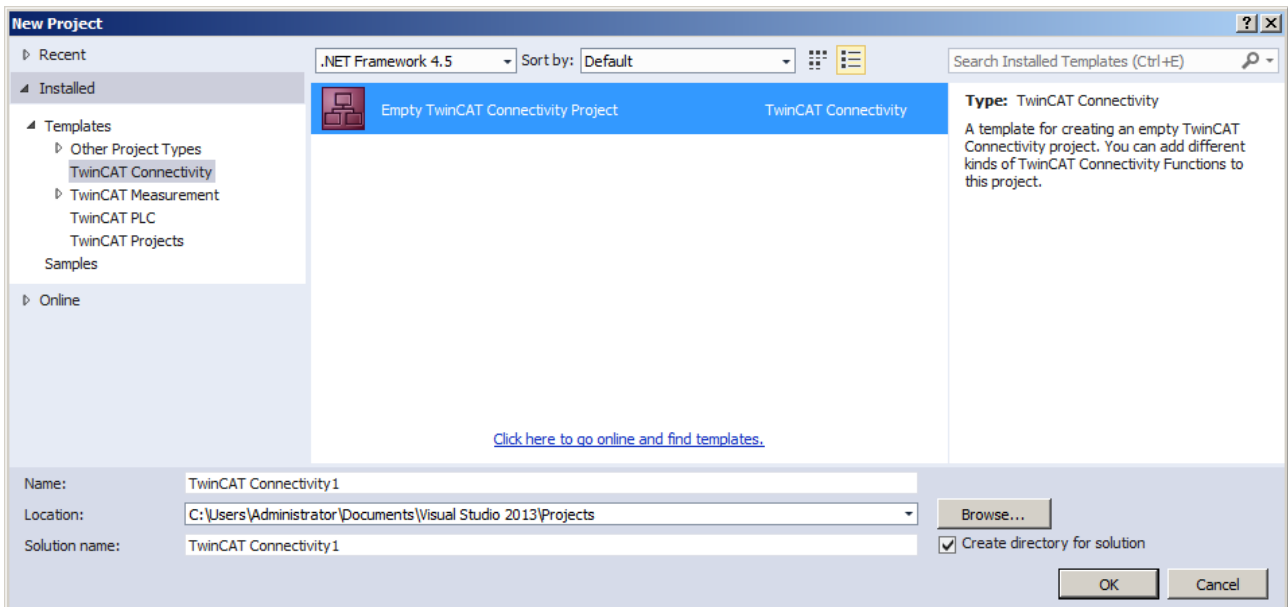 New Project
Recent
Installed
Templates
Other Project Types
TwinCAT Connectivity
TwinCAT Measurement
TwinCAT PLC
TwinCAT Projects
Samples
Online
.NET Framework 4.5 Sort by: Default
Search Installed Templates (Ctrl+E)
Empty TwinCAT Connectivity Project TwinCAT Connectivity
Click here to go online and find templates.
Type: TwinCAT Connectivity
A template for creating an empty TwinCAT
Connectivity project. You can add different
kinds of TwinCAT Connectivity Functions to
this project.
Name: TwinCAT Connectivity1
Location: C:\Users\Administrator\Documents\Visual Studio 2013\Projects Browse...
Solution name: TwinCAT Connectivity1 Create directory for solution
OK Cancel